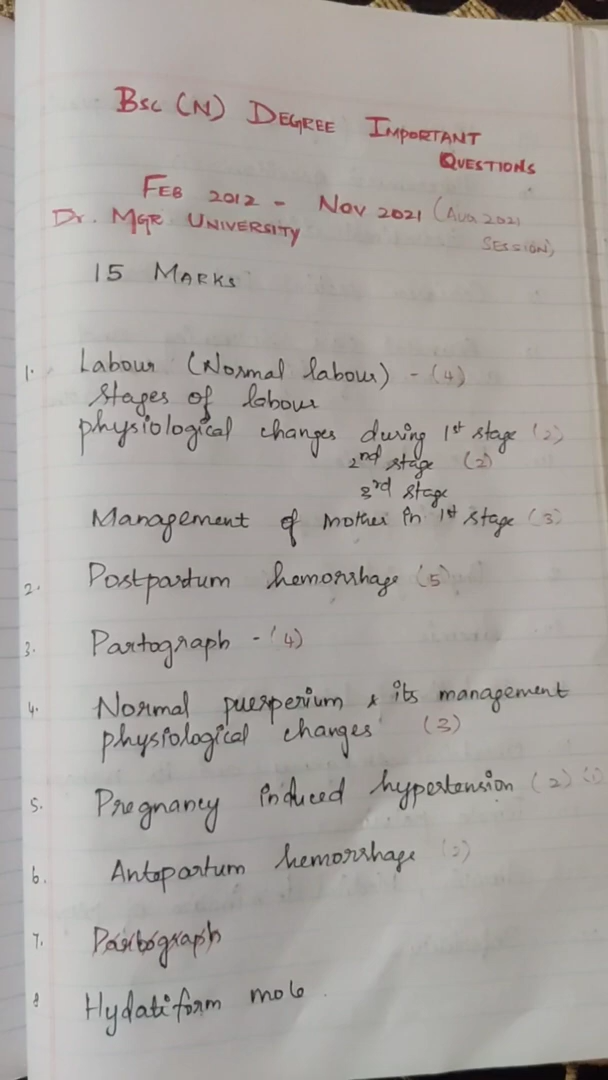 BSc (N) DEGREE IMPORTANT
QUESTIONS
FEB 2012 - NOV 2021 (AUG 2021
SESSION)
Dr. MGR UNIVERSITY
15 MARKS
1. Labour (Normal labour) - (4)
Stages of labour
physiological changes during 1st stage (2)
2nd stage (2)
3rd stage
Management of mother in 1st stage (3)
2. Postpartum hemorrhage (5)
3. Partograph - (4)
4. Normal puerperium & its management
physiological changes (3)
5. Pregnancy induced hypertension (2) (1)
6. Antepartum hemorrhage (2)
7. Partograph
8 Hydatiform mole.